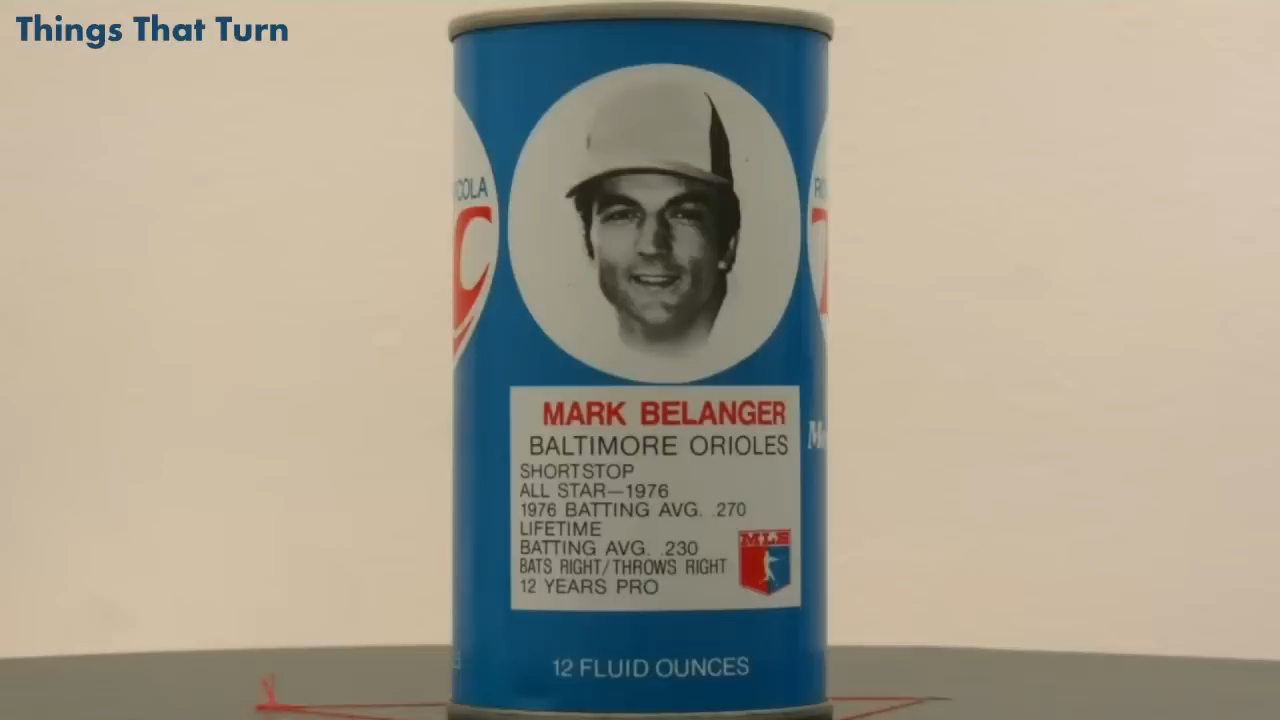 Things That Turn
COLA
C
MARK BELANGER
BALTIMORE ORIOLES
SHORTSTOP
ALL STAR—1976
1976 BATTING AVG. .270
LIFETIME
BATTING AVG. .230
BATS RIGHT/THROWS RIGHT
12 YEARS PRO
12 FLUID OUNCES